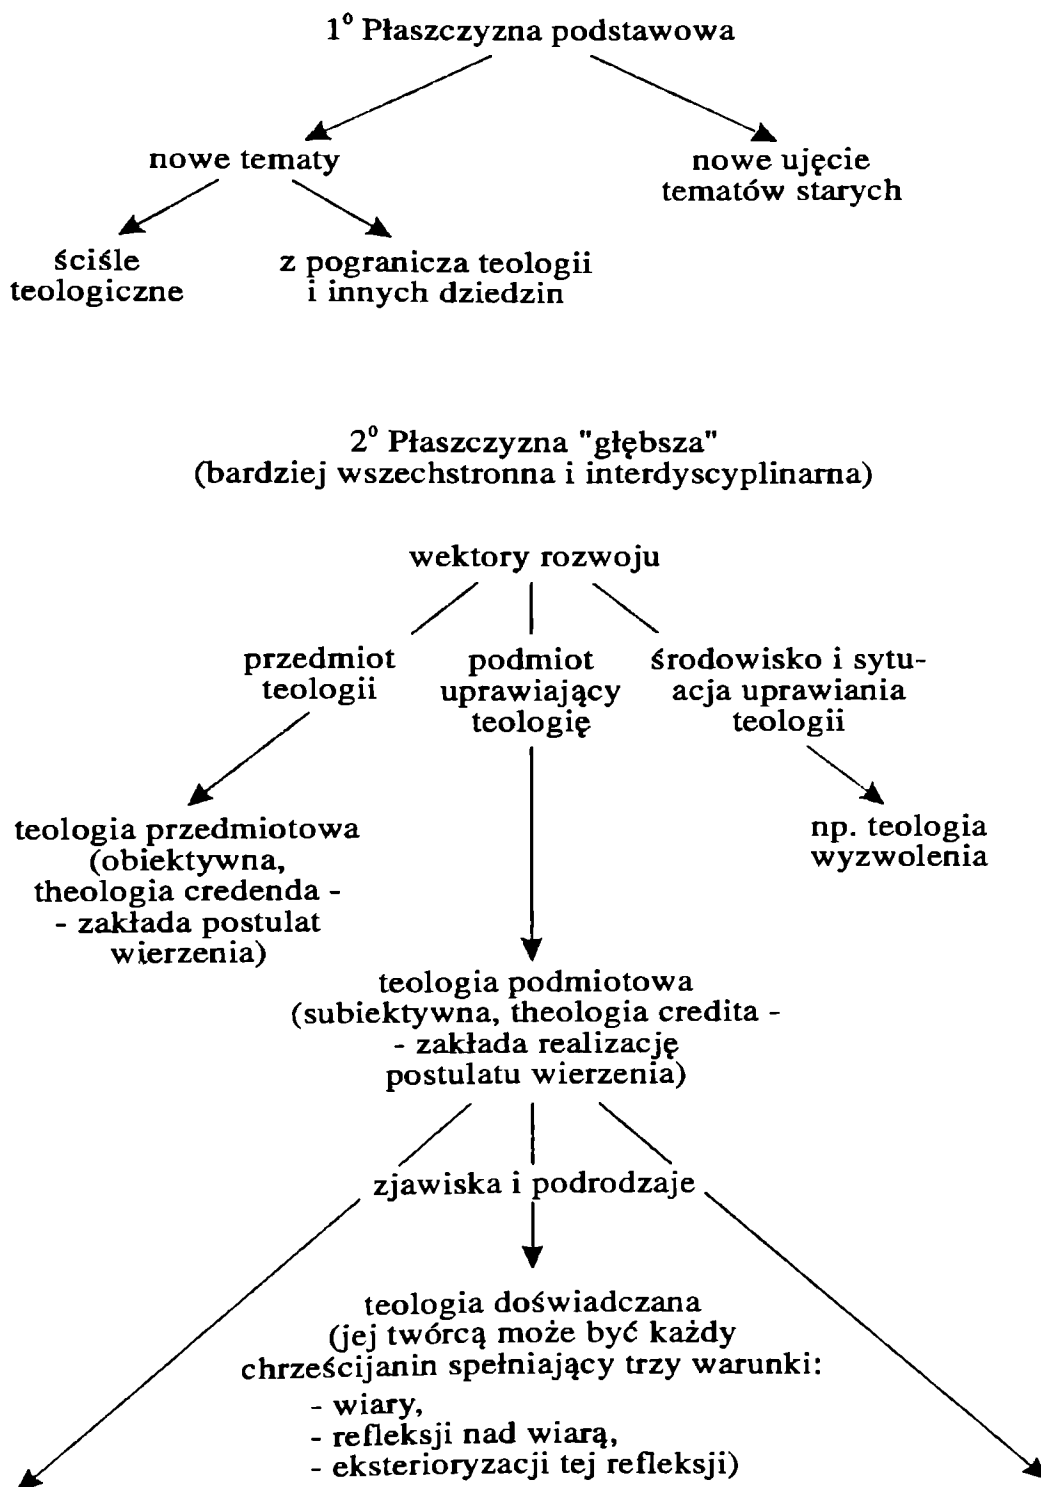 1⁰ Płaszczyzna podstawowa
nowe tematy
nowe ujęcie
tematów starych
ściśle
teologiczne
z pogranicza teologii
i innych dziedzin
2⁰ Płaszczyzna "głębsza"
(bardziej wszechstronna i interdyscyplinarna)
wektory rozwoju
przedmiot
teologii
podmiot
uprawiający
teologię
środowisko i sytu-
acja uprawiania
teologii
teologia przedmiotowa
(obiektywna,
theologia credenda -
- zakłada postulat
wierzenia)
np. teologia
wyzwolenia
teologia podmiotowa
(subiektywna, theologia credita -
- zakłada realizację
postulatu wierzenia)
zjawiska i podrodzaje
teologia doświadczana
(jej twórcą może być każdy
chrześcijanin spełniający trzy warunki:
- wiary,
- refleksji nad wiarą,
- eksterioryzacji tej refleksji)